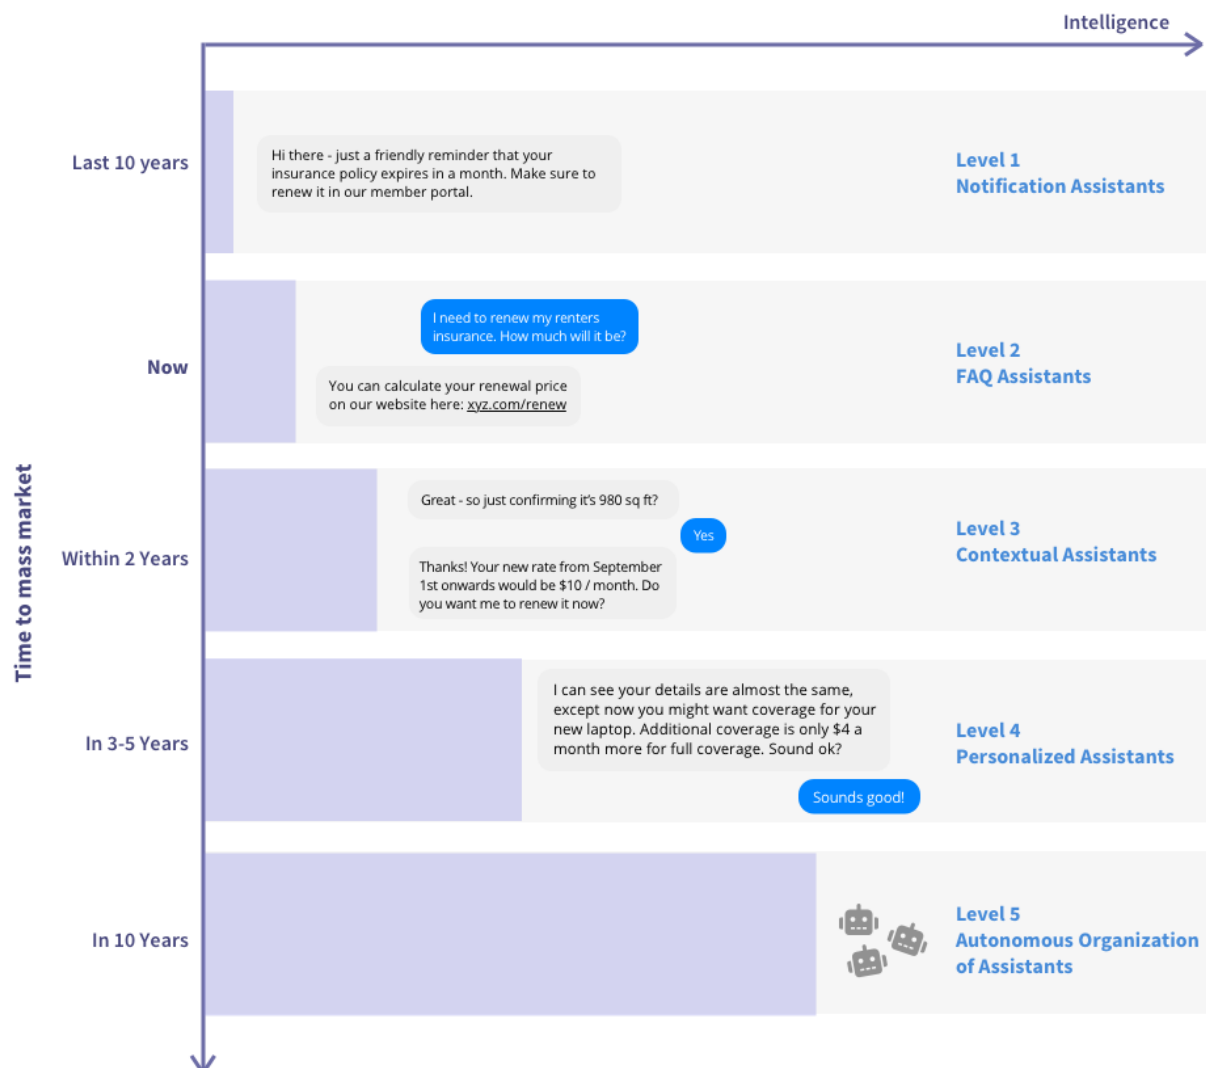 Intelligence
Time to mass market
Last 10 years
Hi there - just a friendly reminder that your
insurance policy expires in a month. Make sure to
renew it in our member portal.
Level 1
Notification Assistants
Now
I need to renew my renters
insurance. How much will it be?
You can calculate your renewal price
on our website here: xyz.com/renew
Level 2
FAQ Assistants
Within 2 Years
Great - so just confirming it's 980 sq ft?
Yes
Thanks! Your new rate from September
1st onwards would be $10 / month. Do
you want me to renew it now?
Level 3
Contextual Assistants
In 3-5 Years
I can see your details are almost the same,
except now you might want coverage for your
new laptop. Additional coverage is only $4 a
month more for full coverage. Sound ok?
Sounds good!
Level 4
Personalized Assistants
In 10 Years
Level 5
Autonomous Organization
of Assistants